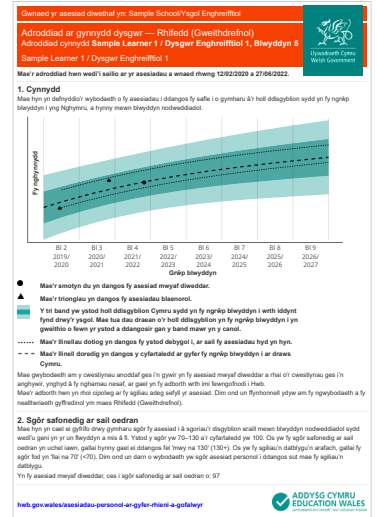 Gwnaed yr asesiad diwethaf yn: Sample School/Ysgol Enghreifftiol
Adroddiad ar gynnydd dysgwr — Rhifedd (Gweithdrefnol)
Adroddiad cynnydd Sample Learner 1 / Dysgwr Enghreifftiol 1, Blwyddyn 5
Sample Learner 1 / Dysgwr Enghreifftiol 1
Llywodraeth Cymru
Welsh Government
Mae'r adroddiad hwn wedi'i seilio ar yr asesiadau a wnaed rhwng 12/02/2020 a 27/06/2022.
1. Cynnydd
Mae hyn yn defnyddio'r wybodaeth o fy asesiadau i ddangos fy safle i o gymharu â'r holl ddisgyblion sydd yn fy ngrŵp
blwyddyn i yng Nghymru, a hynny mewn blwyddyn nodweddiadol.
Fy nghynnydd
Bl 2 Bl 3 Bl 4 Bl 5 Bl 6 Bl 7 Bl 8 Bl 9
2019/ 2020/ 2021/ 2022/ 2023/ 2024/ 2025/ 2026/
2020 2021 2022 2023 2024 2025 2026 2027
Grŵp blwyddyn
Mae'r smotyn du yn dangos fy asesiad mwyaf diweddar.
Mae'r trionglau yn dangos fy asesiadau blaenorol.
Y tri band yw ystod holl ddisgyblion Cymru sydd yn fy ngrŵp blwyddyn i wrth iddynt
fynd drwy'r ysgol. Mae tua dau draean o'r holl ddisgyblion yn fy ngrŵp blwyddyn i yn
gweithio o fewn yr ystod a ddangosir gan y band mawr yn y canol.
Mae'r llinellau dotiog yn dangos fy ystod debygol i, ar sail fy asesiadau hyd yn hyn.
Mae'r llinell doredig yn dangos y cyfartaledd ar gyfer fy ngrŵp blwyddyn i ar draws
Cymru.
Mae gwybodaeth am y cwestiynau anoddaf ges i'n gywir yn fy asesiad mwyaf diweddar a rhai o'r cwestiynau ges i'n
anghywir, ynghyd â fy nghamau nesaf, ar gael yn fy adborth wrth imi fewngofnodi i Hwb.
Mae'r adborth hwn yn rhoi cipolwg ar fy sgiliau adeg sefyll yr asesiad. Dim ond un ffynhonnell ydyw am fy ngwybodaeth a fy
nealltwriaeth gyffredinol ym maes Rhifedd (Gweithdrefnol).
2. Sgôr safonedig ar sail oedran
Mae hyn yn cael ei gyfrifo drwy gymharu sgôr fy asesiad i â sgoriau'r disgyblion eraill mewn blwyddyn nodweddiadol sydd
wedi'u geni yn yr un flwyddyn a mis â fi. Ystod y sgôr yw 70–130 a'r cyfartaledd yw 100. Os yw fy sgôr safonedig ar sail
oedran yn uchel iawn, gallai hynny gael ei ddangos fel 'mwy na 130' (130+). Os yw fy sgiliau'n datblygu'n arafach, gallai fy
sgôr fod yn 'llai na 70' (<70). Dim ond un darn o wybodaeth yw sgôr asesiad personol i ddangos sut mae fy sgiliau'n
datblygu.
Yn fy asesiad mwyaf diweddar, ces i sgôr safonedig ar sail oedran o: 97
hwb.gov.wales/asesiadau-personol-ar-gyfer-rhieni-a-gofalwyr
ADDYSG CYMRU
EDUCATION WALES